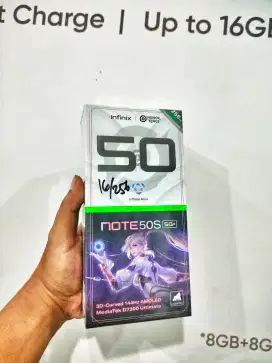 t Charge | Up to 16GB
Infinix
50
16/256
NOTE 50S 5G+
3D-Curved 144Hz AMOLED
MediaTek D7300 Ultimate
*8GB+8G